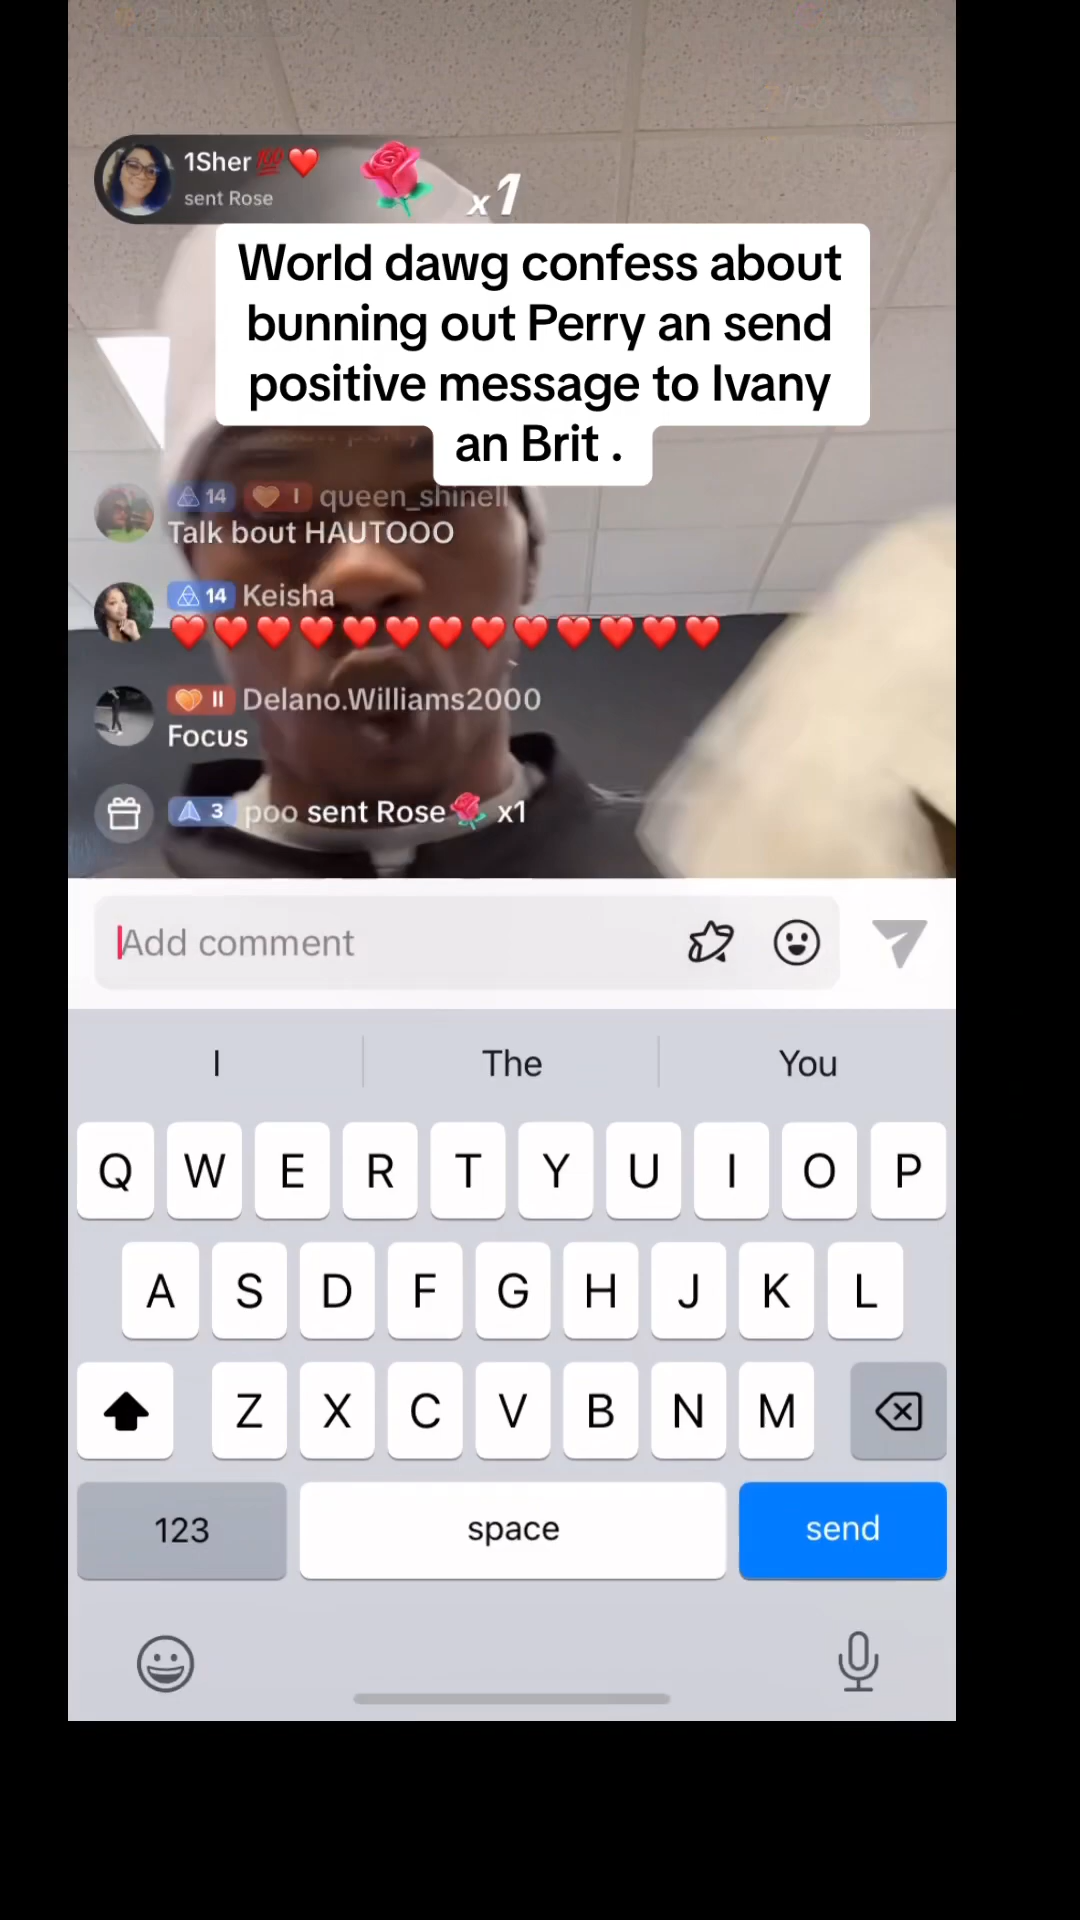 1Sher💯❤️
sent Rose
x1
World dawg confess about
bunning out Perry an send
positive message to Ivany
an Brit .
14 I queen_shinell
Talk bout HAUTOOO
14 Keisha
❤️❤️❤️❤️❤️❤️❤️❤️❤️❤️❤️❤️❤️
II Delano.Williams2000
Focus
3 poo sent Rose🌹 x1
Add comment
I The You
Q W E R T Y U I O P
A S D F G H J K L
Z X C V B N M
123 space send